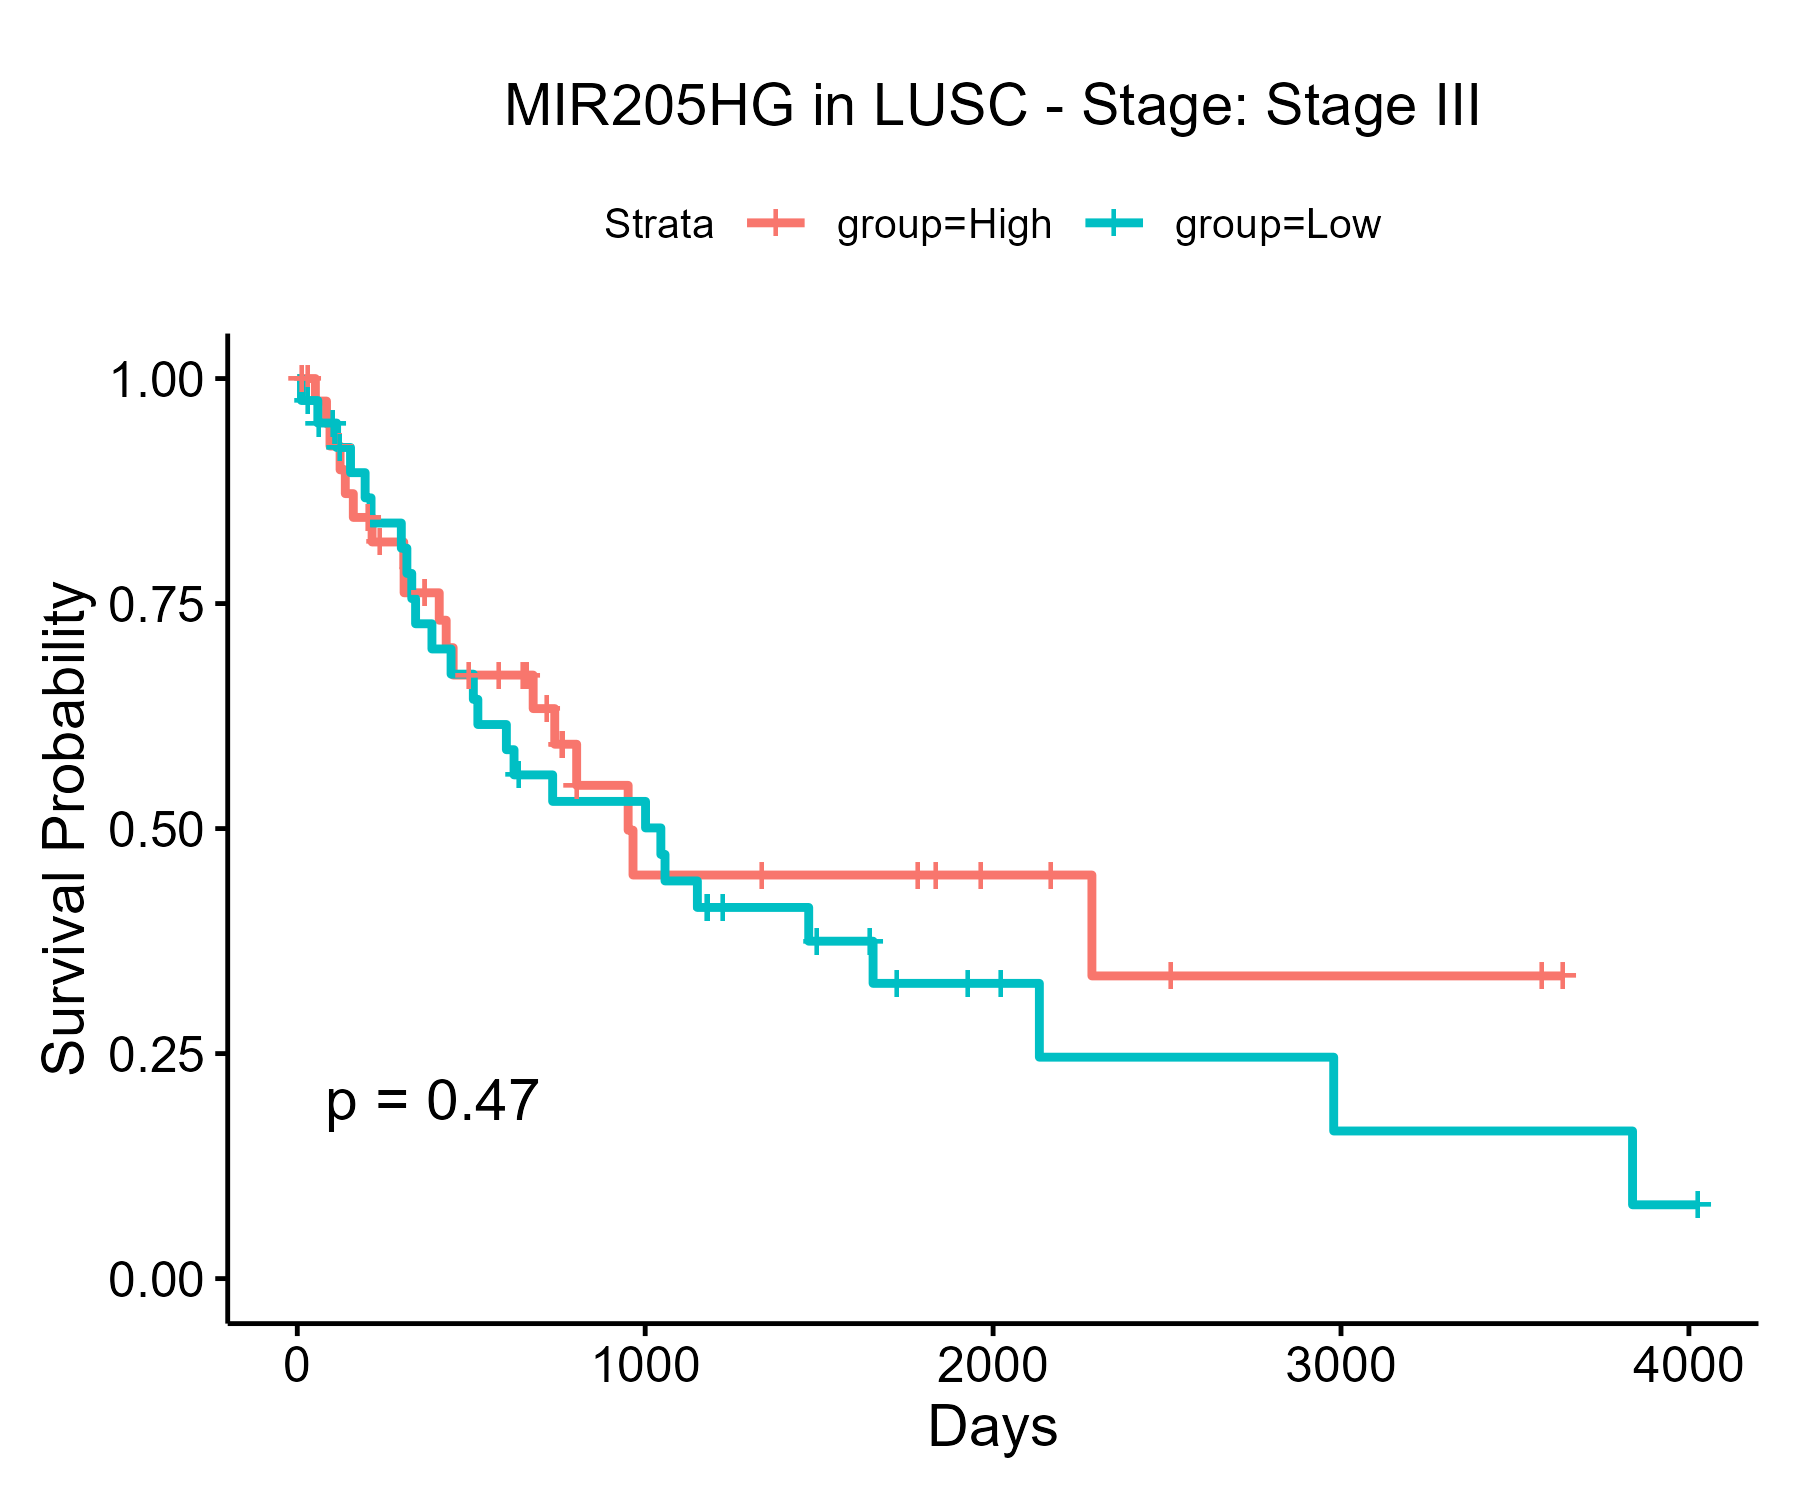 MIR205HG in LUSC - Stage: Stage III
Strata group=High group=Low
1.00
0.75
0.50
0.25
0.00
Survival Probability
p = 0.47
0 1000 2000 3000 4000
Days